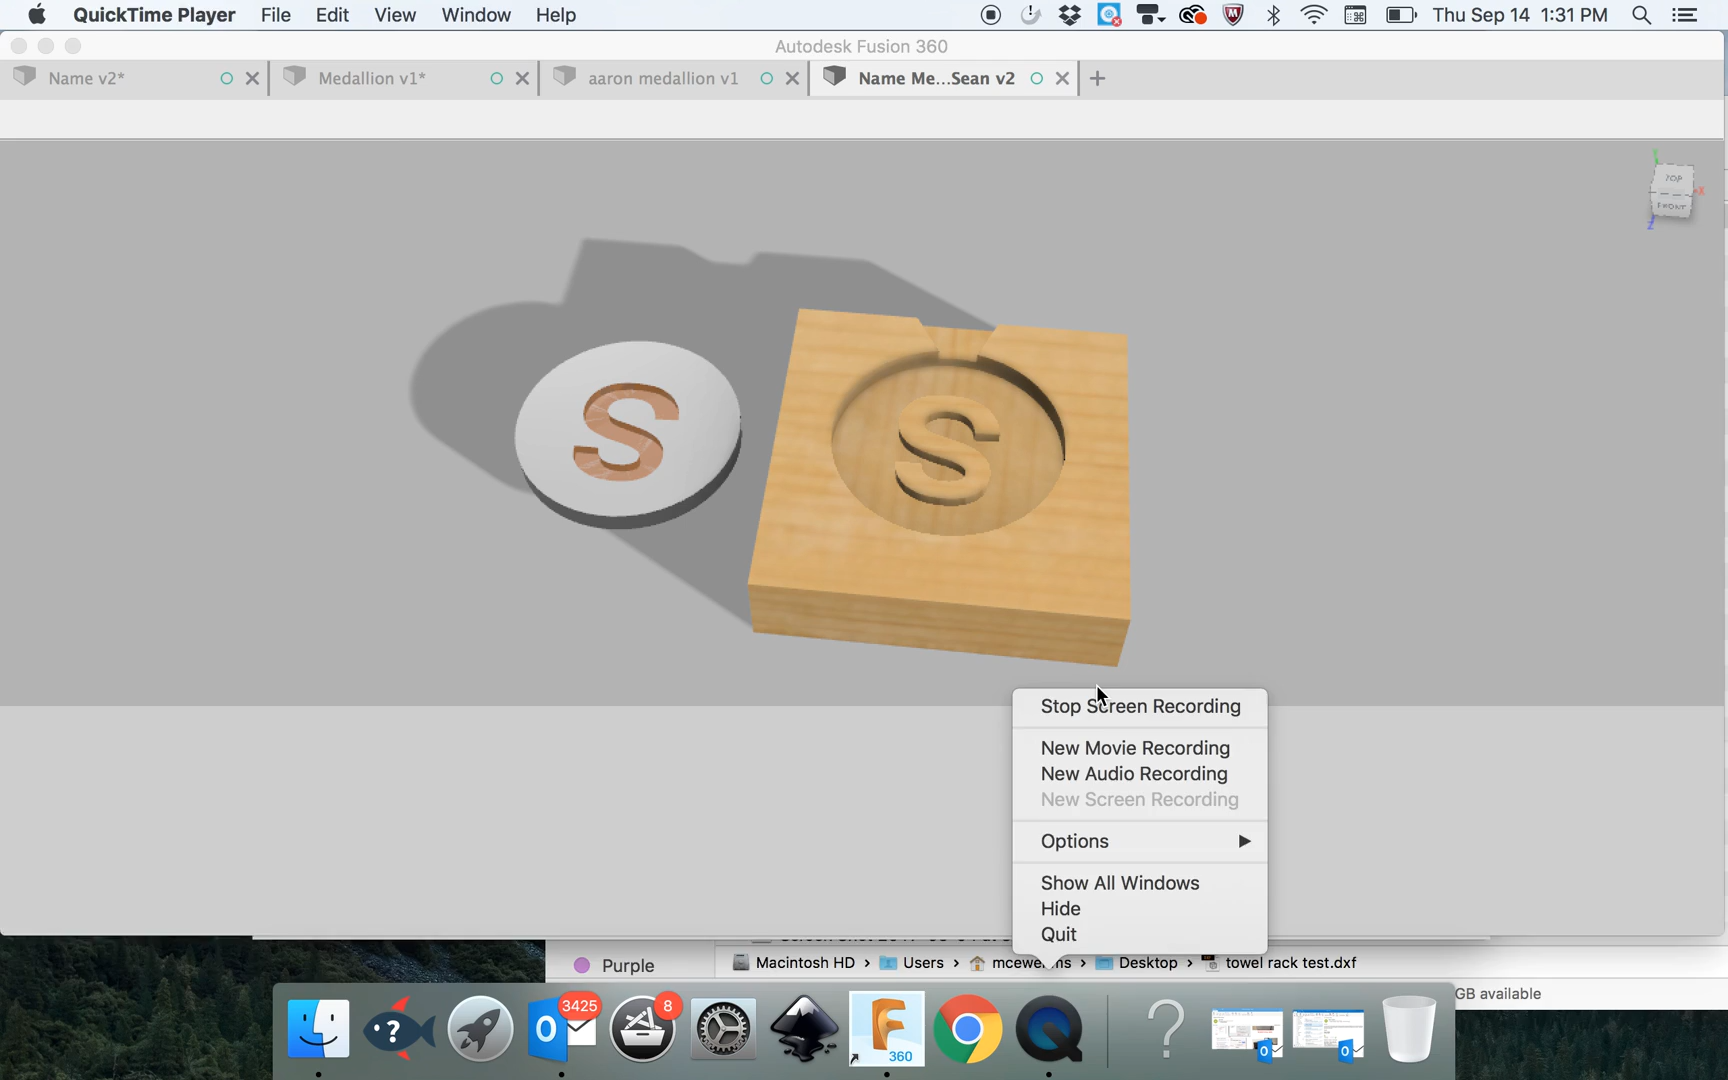 QuickTime Player File Edit View Window Help Thu Sep 14 1:31 PM
Autodesk Fusion 360
Name v2* Medallion v1* aaron medallion v1 Name Me...Sean v2
TOP
FRONT
X
Z
S S
Stop Screen Recording
New Movie Recording
New Audio Recording
New Screen Recording
Options
Show All Windows
Hide
Quit
Purple Macintosh HD › Users › Desktop › towel rack test.dxf
GB available
3425 8
360